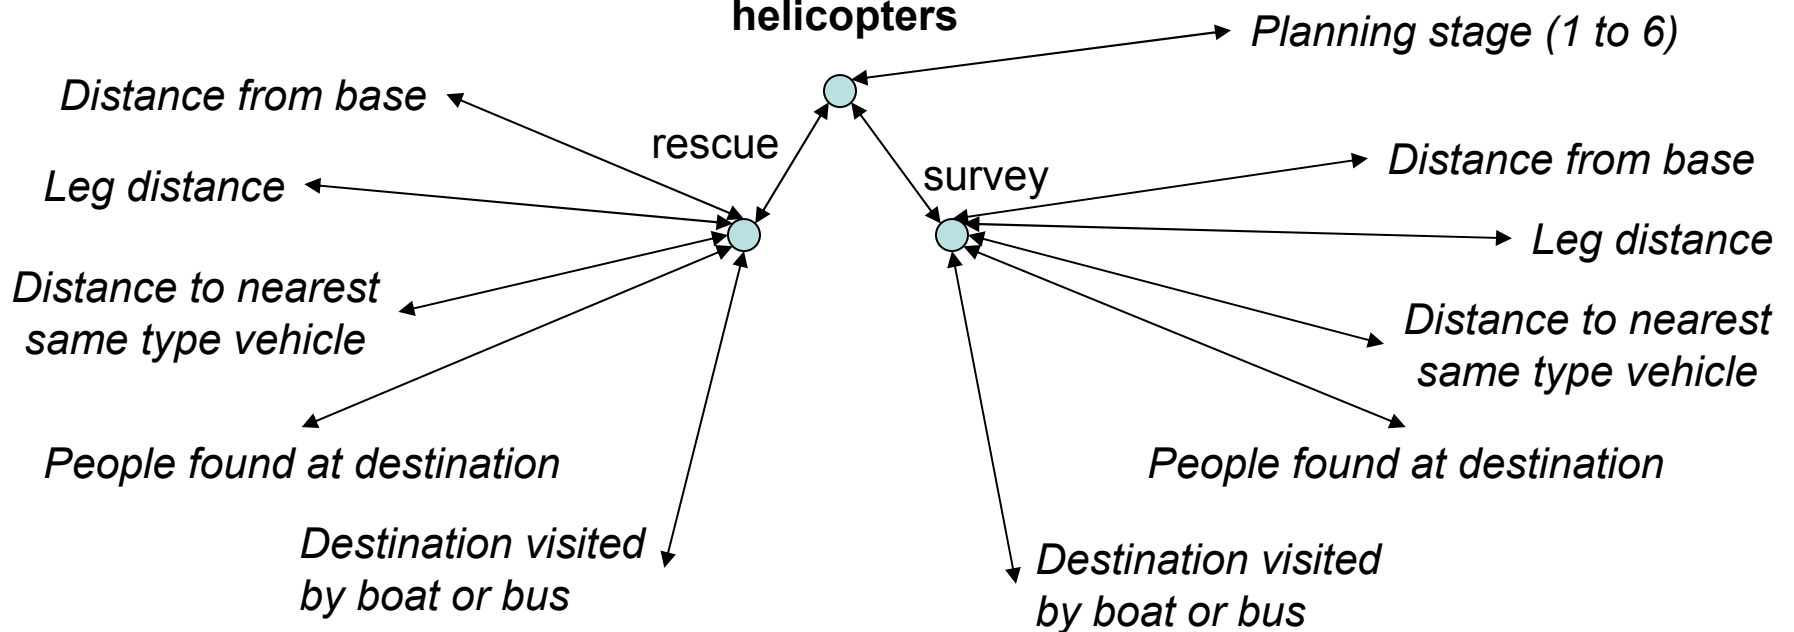 helicopters
Planning stage (1 to 6)
Distance from base
rescue
Distance from base
survey
Leg distance
Leg distance
Distance to nearest
same type vehicle
Distance to nearest
same type vehicle
People found at destination
People found at destination
Destination visited
by boat or bus
Destination visited
by boat or bus